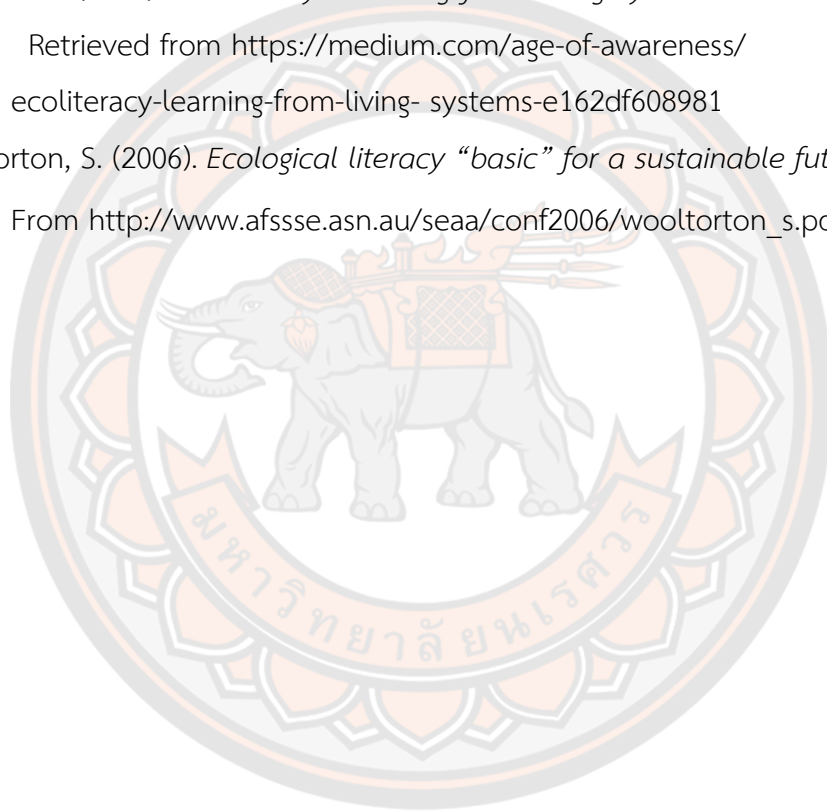 Retrieved from https://medium.com/age-of-awareness/
ecoliteracy-learning-from-living- systems-e162df608981
orton, S. (2006). Ecological literacy “basic” for a sustainable fut
From http://www.afssse.asn.au/seaa/conf2006/wooltorton_s.pd
มหาวิทยาลัยนเรศวร